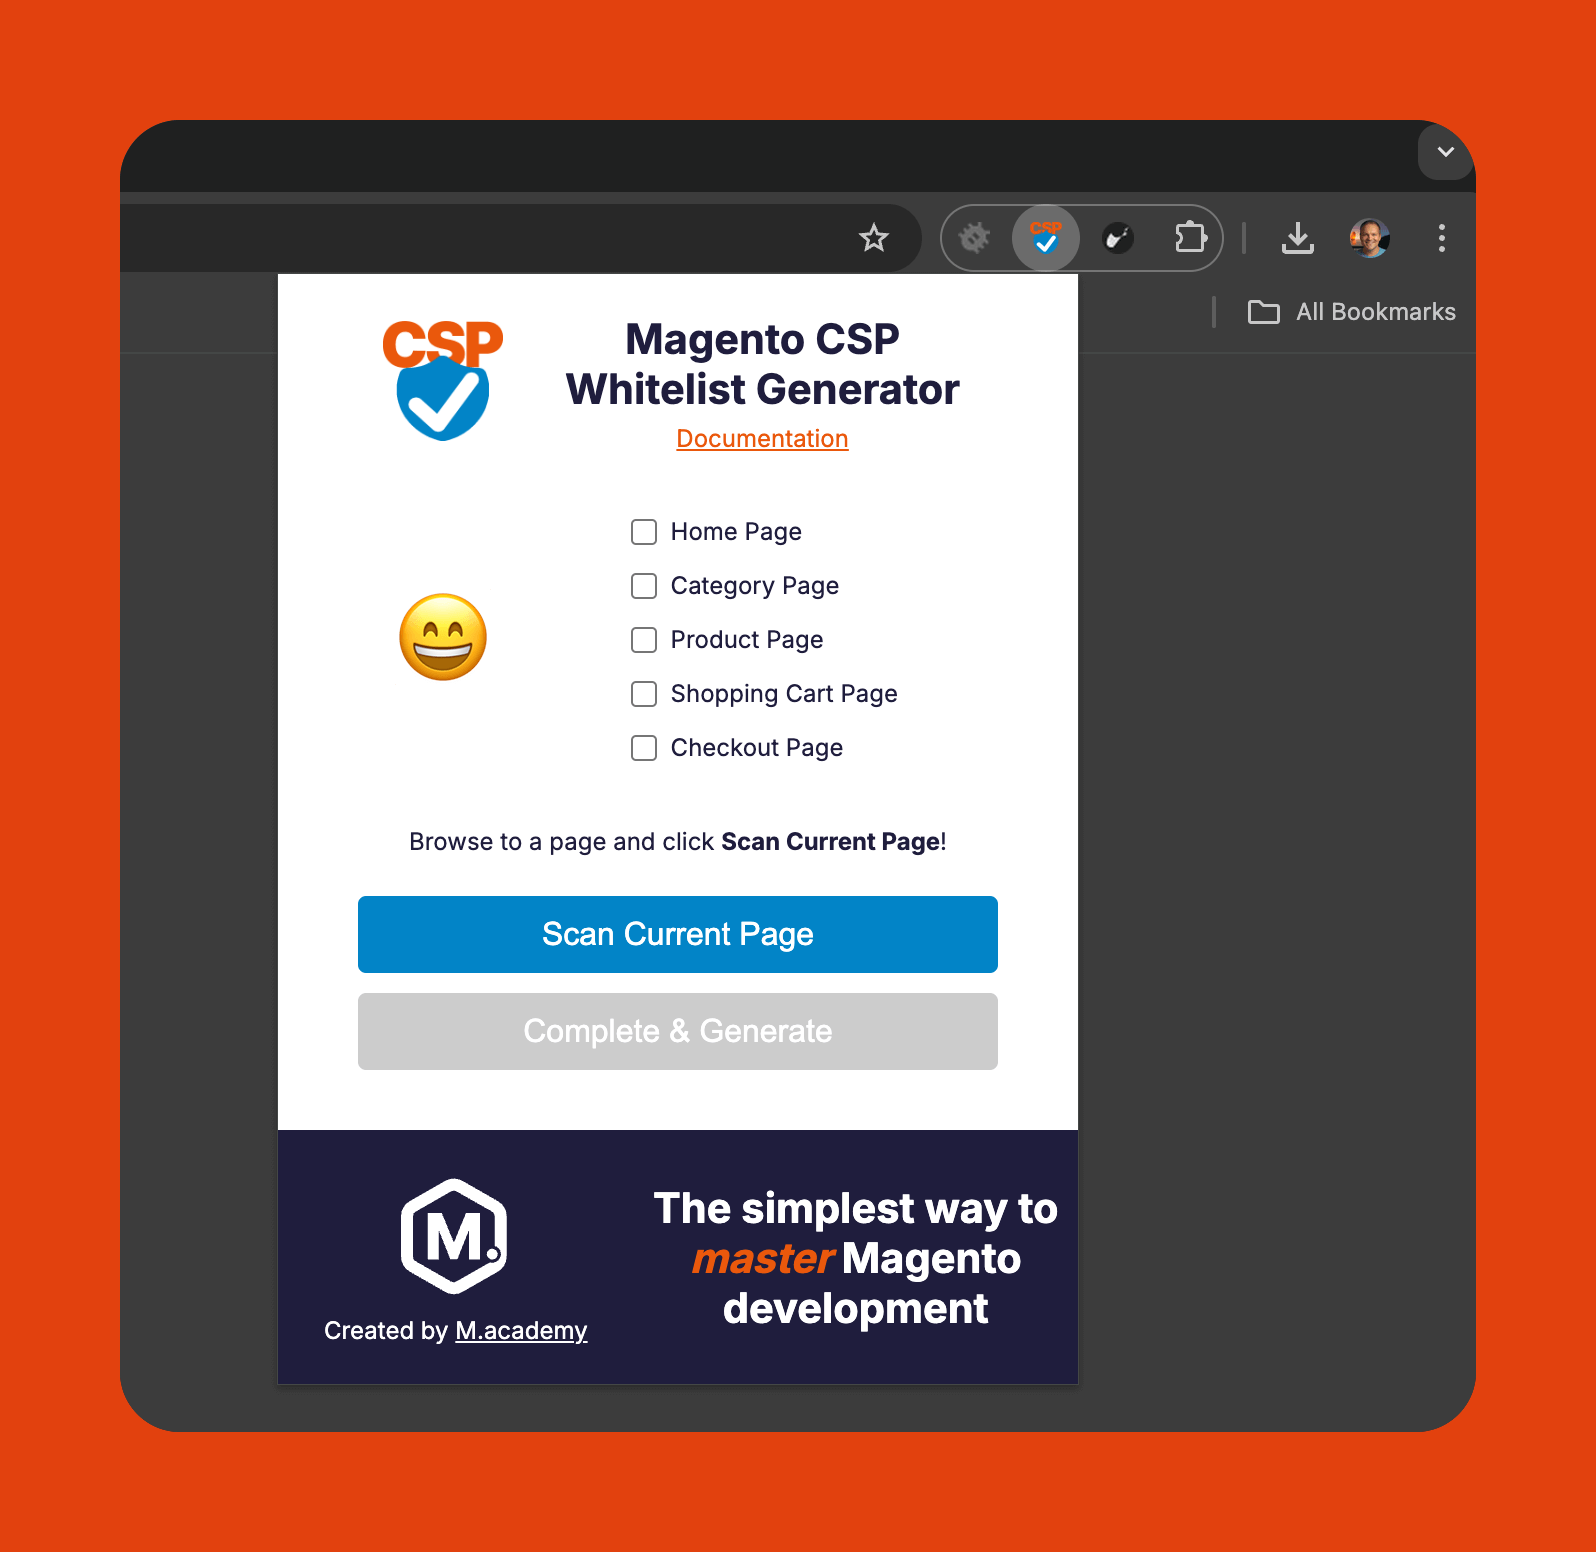 CSP
All Bookmarks
CSP
Magento CSP
Whitelist Generator
Documentation
Home Page
Category Page
Product Page
Shopping Cart Page
Checkout Page
Browse to a page and click Scan Current Page!
Scan Current Page
Complete & Generate
M.
Created by M.academy
The simplest way to
master Magento
development